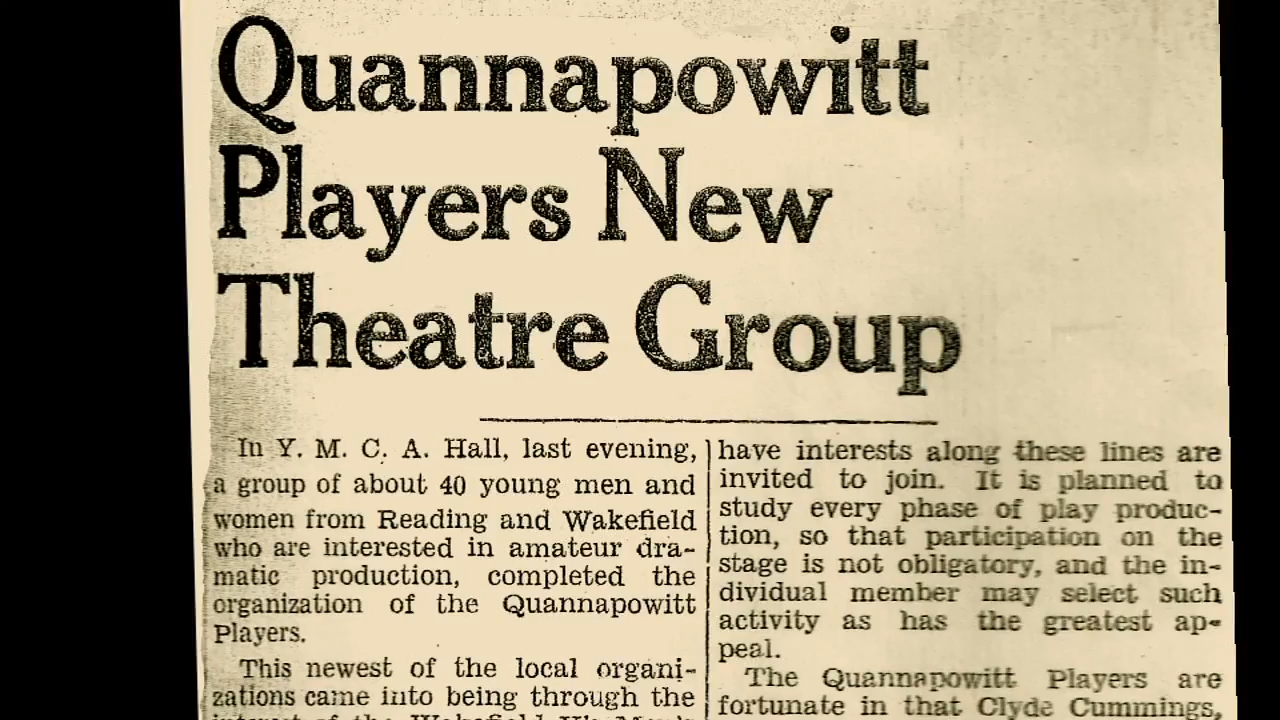 Quannapowitt
Players New
Theatre Group
In Y. M. C. A. Hall, last evening,
a group of about 40 young men and
women from Reading and Wakefield
who are interested in amateur dra-
matic production, completed the
organization of the Quannapowitt
Players.
This newest of the local organi-
zations came into being through the
have interests along these lines are
invited to join. It is planned to
study every phase of play produc-
tion, so that participation on the
stage is not obligatory, and the in-
dividual member may select such
activity as has the greatest ap-
peal.
The Quannapowitt Players are
fortunate in that Clyde Cummings,